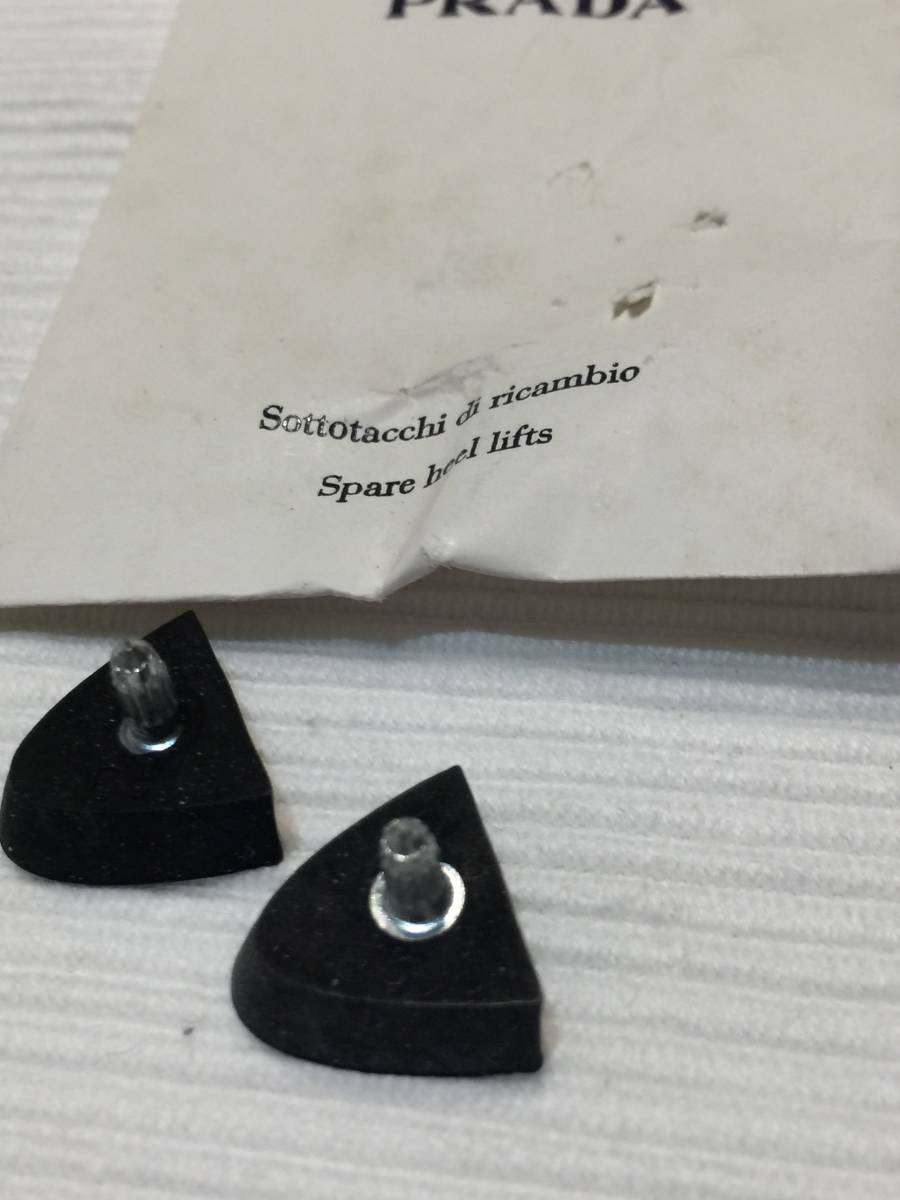 PRADA
Sottotacchi di ricambio
Spare heel lifts